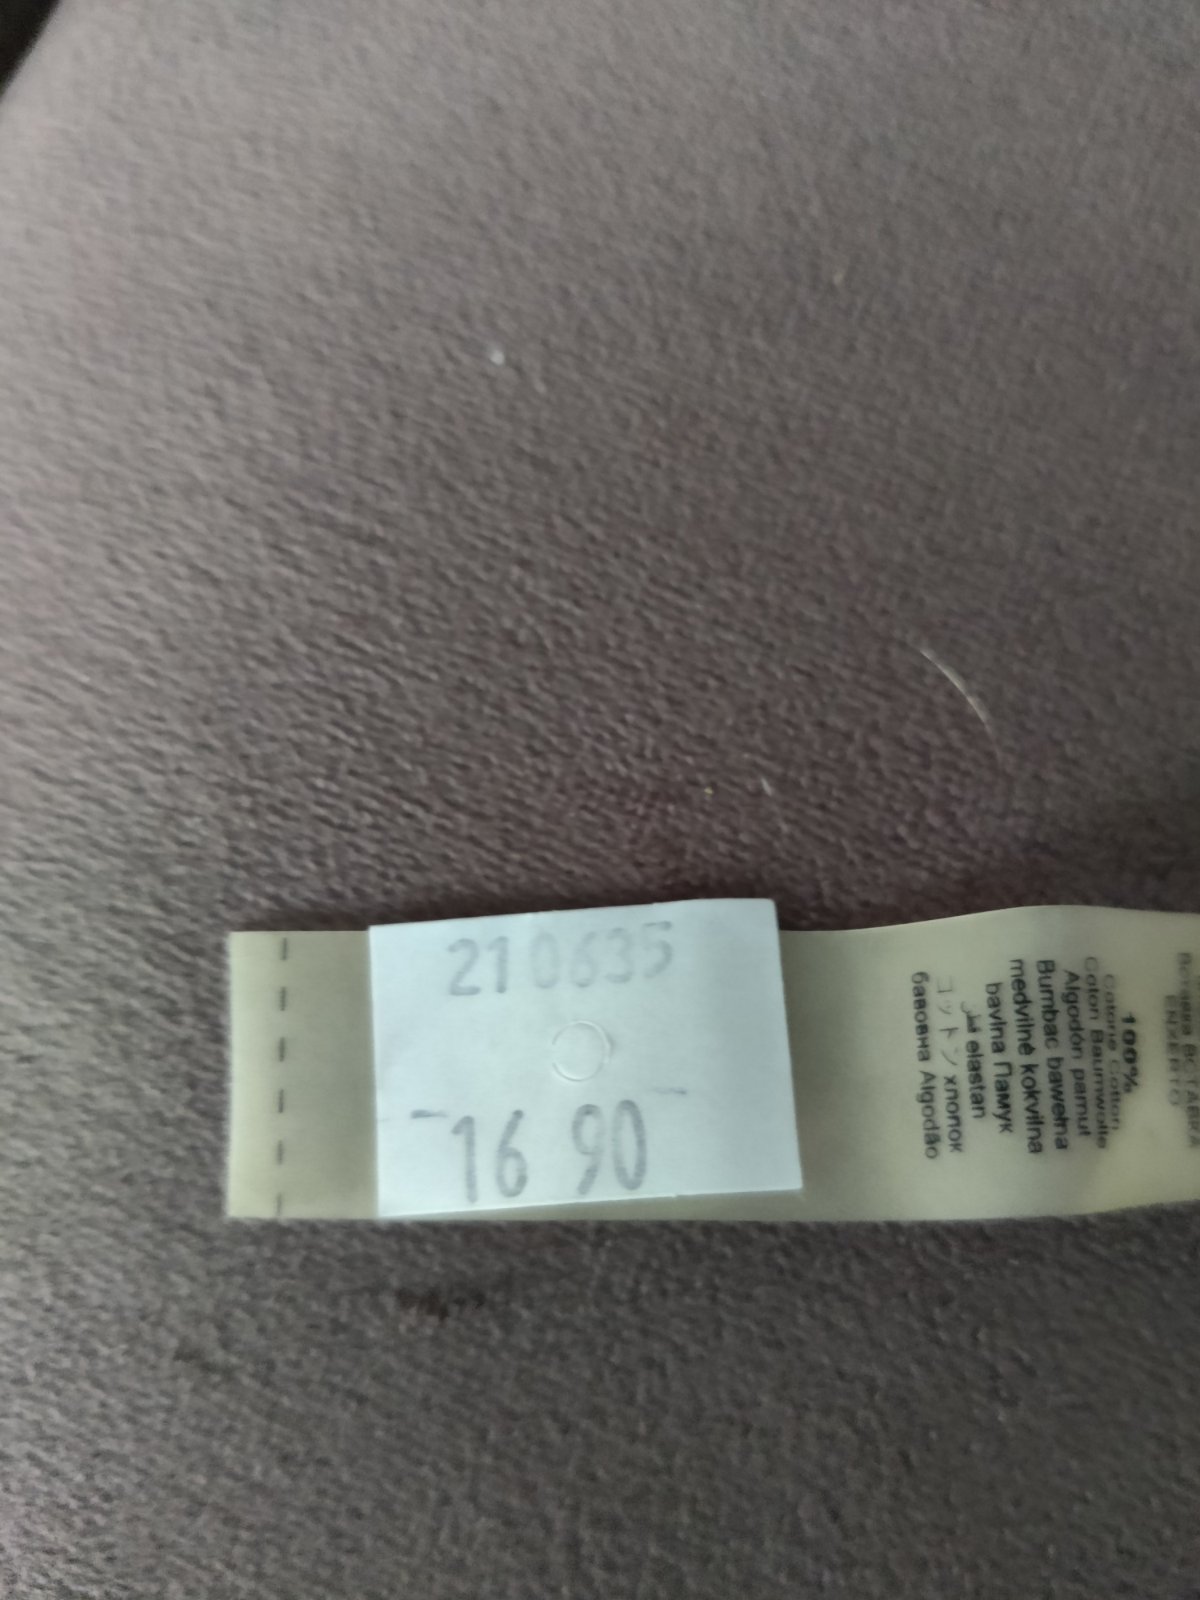 210635
16 90
100%
Cotone Cotton
Coton Baumwolle
Algodón pamut
Bumbac bawełna
medvilnė kokvilna
bavlna Памук
elastan
コットン хлопок
бавовна Algodão